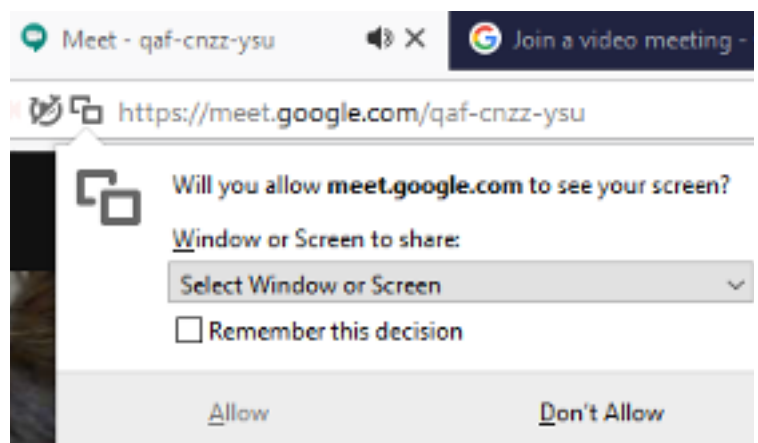 Meet - qaf-cnzz-ysu
Join a video meeting -
https://meet.google.com/qaf-cnzz-ysu
Will you allow meet.google.com to see your screen?
Window or Screen to share:
Select Window or Screen
Remember this decision
Allow
Don't Allow